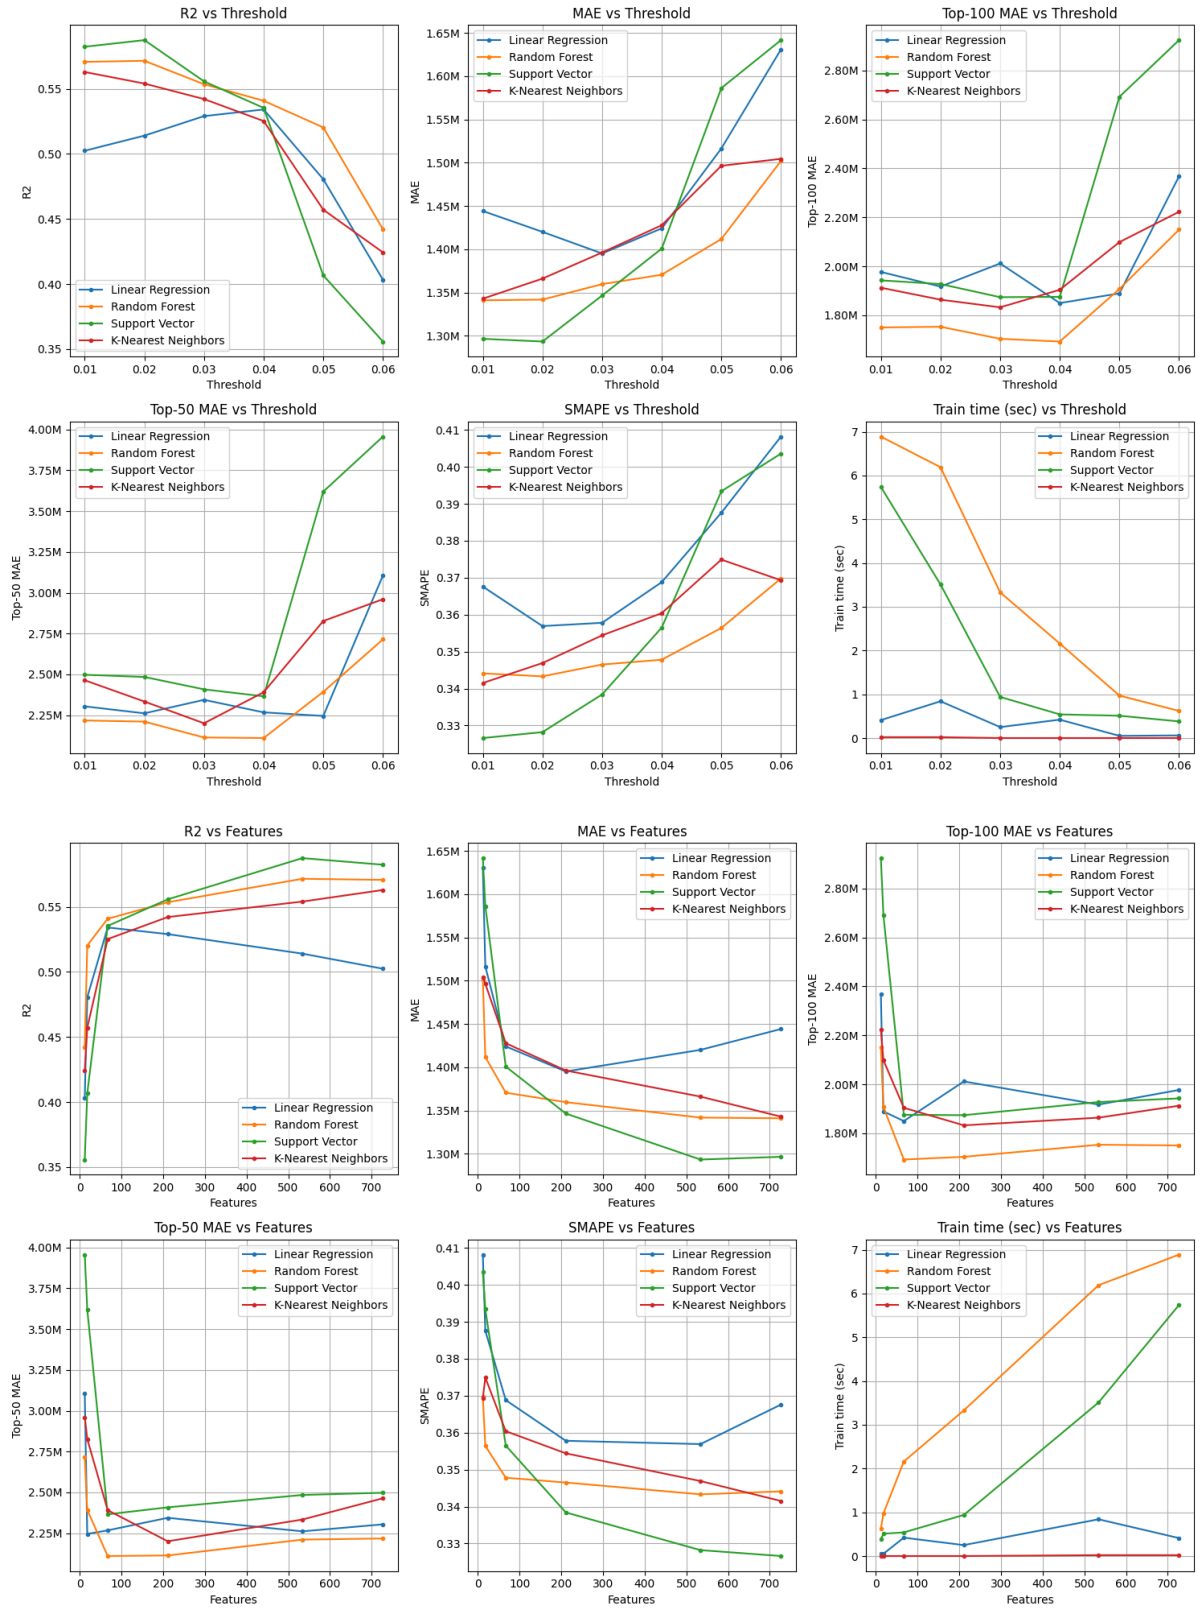 R2 vs Threshold
R2
0.55
0.50
0.45
0.40
0.35
Linear Regression
Random Forest
Support Vector
K-Nearest Neighbors
0.01 0.02 0.03 0.04 0.05 0.06
Threshold
MAE vs Threshold
MAE
1.65M
1.60M
1.55M
1.50M
1.45M
1.40M
1.35M
1.30M
Linear Regression
Random Forest
Support Vector
K-Nearest Neighbors
0.01 0.02 0.03 0.04 0.05 0.06
Threshold
Top-100 MAE vs Threshold
Top-100 MAE
2.80M
2.60M
2.40M
2.20M
2.00M
1.80M
Linear Regression
Random Forest
Support Vector
K-Nearest Neighbors
0.01 0.02 0.03 0.04 0.05 0.06
Threshold
Top-50 MAE vs Threshold
Top-50 MAE
4.00M
3.75M
3.50M
3.25M
3.00M
2.75M
2.50M
2.25M
Linear Regression
Random Forest
Support Vector
K-Nearest Neighbors
0.01 0.02 0.03 0.04 0.05 0.06
Threshold
SMAPE vs Threshold
SMAPE
0.41
0.40
0.39
0.38
0.37
0.36
0.35
0.34
0.33
Linear Regression
Random Forest
Support Vector
K-Nearest Neighbors
0.01 0.02 0.03 0.04 0.05 0.06
Threshold
Train time (sec) vs Threshold
Train time (sec)
7
6
5
4
3
2
1
0
Linear Regression
Random Forest
Support Vector
K-Nearest Neighbors
0.01 0.02 0.03 0.04 0.05 0.06
Threshold
R2 vs Features
R2
0.55
0.50
0.45
0.40
0.35
Linear Regression
Random Forest
Support Vector
K-Nearest Neighbors
0 100 200 300 400 500 600 700
Features
MAE vs Features
MAE
1.65M
1.60M
1.55M
1.50M
1.45M
1.40M
1.35M
1.30M
Linear Regression
Random Forest
Support Vector
K-Nearest Neighbors
0 100 200 300 400 500 600 700
Features
Top-100 MAE vs Features
Top-100 MAE
2.80M
2.60M
2.40M
2.20M
2.00M
1.80M
Linear Regression
Random Forest
Support Vector
K-Nearest Neighbors
0 100 200 300 400 500 600 700
Features
Top-50 MAE vs Features
Top-50 MAE
4.00M
3.75M
3.50M
3.25M
3.00M
2.75M
2.50M
2.25M
Linear Regression
Random Forest
Support Vector
K-Nearest Neighbors
0 100 200 300 400 500 600 700
Features
SMAPE vs Features
SMAPE
0.41
0.40
0.39
0.38
0.37
0.36
0.35
0.34
0.33
Linear Regression
Random Forest
Support Vector
K-Nearest Neighbors
0 100 200 300 400 500 600 700
Features
Train time (sec) vs Features
Train time (sec)
7
6
5
4
3
2
1
0
Linear Regression
Random Forest
Support Vector
K-Nearest Neighbors
0 100 200 300 400 500 600 700
Features